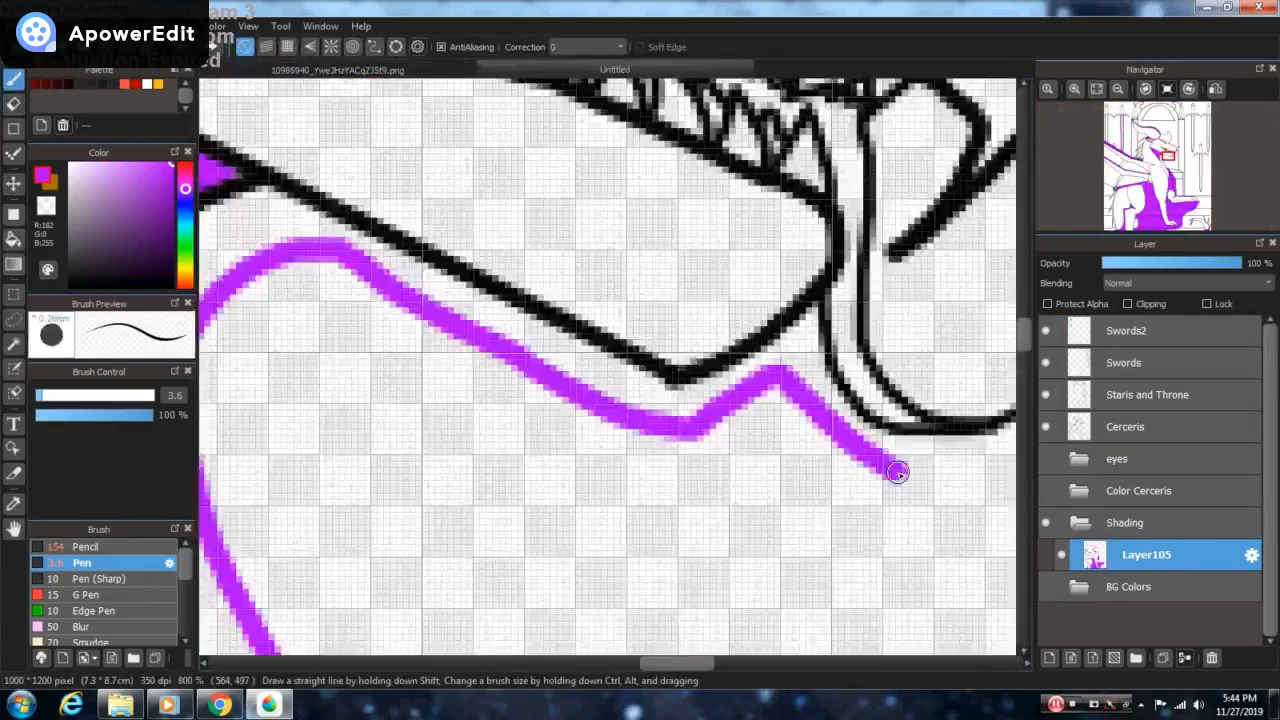 ApowerEdit
View Tool Window Help
AntiAliasing Correction 0 Soft Edge
Palette
10986940_YweJHzYACqZJ5f9.png Untitled
Navigator
Color
R:182
G:0
B:255
Brush Preview
0.26mm
Brush Control
3.6
100 %
Brush
154 Pencil
3.6 Pen
10 Pen (Sharp)
15 G Pen
10 Edge Pen
50 Blur
70 Smudge
Layer
Opacity 100 %
Blending Normal
Protect Alpha Clipping Lock
Swords2
Swords
Staris and Throne
Cerceris
eyes
Color Cerceris
Shading
Layer105
BG Colors
1000 * 1200 pixel (7.3 * 8.7cm) 350 dpi 800 % (564, 497) Draw a straight line by holding down Shift, Change a brush size by holding down Ctrl, Alt, and dragging
5:44 PM
11/27/2019